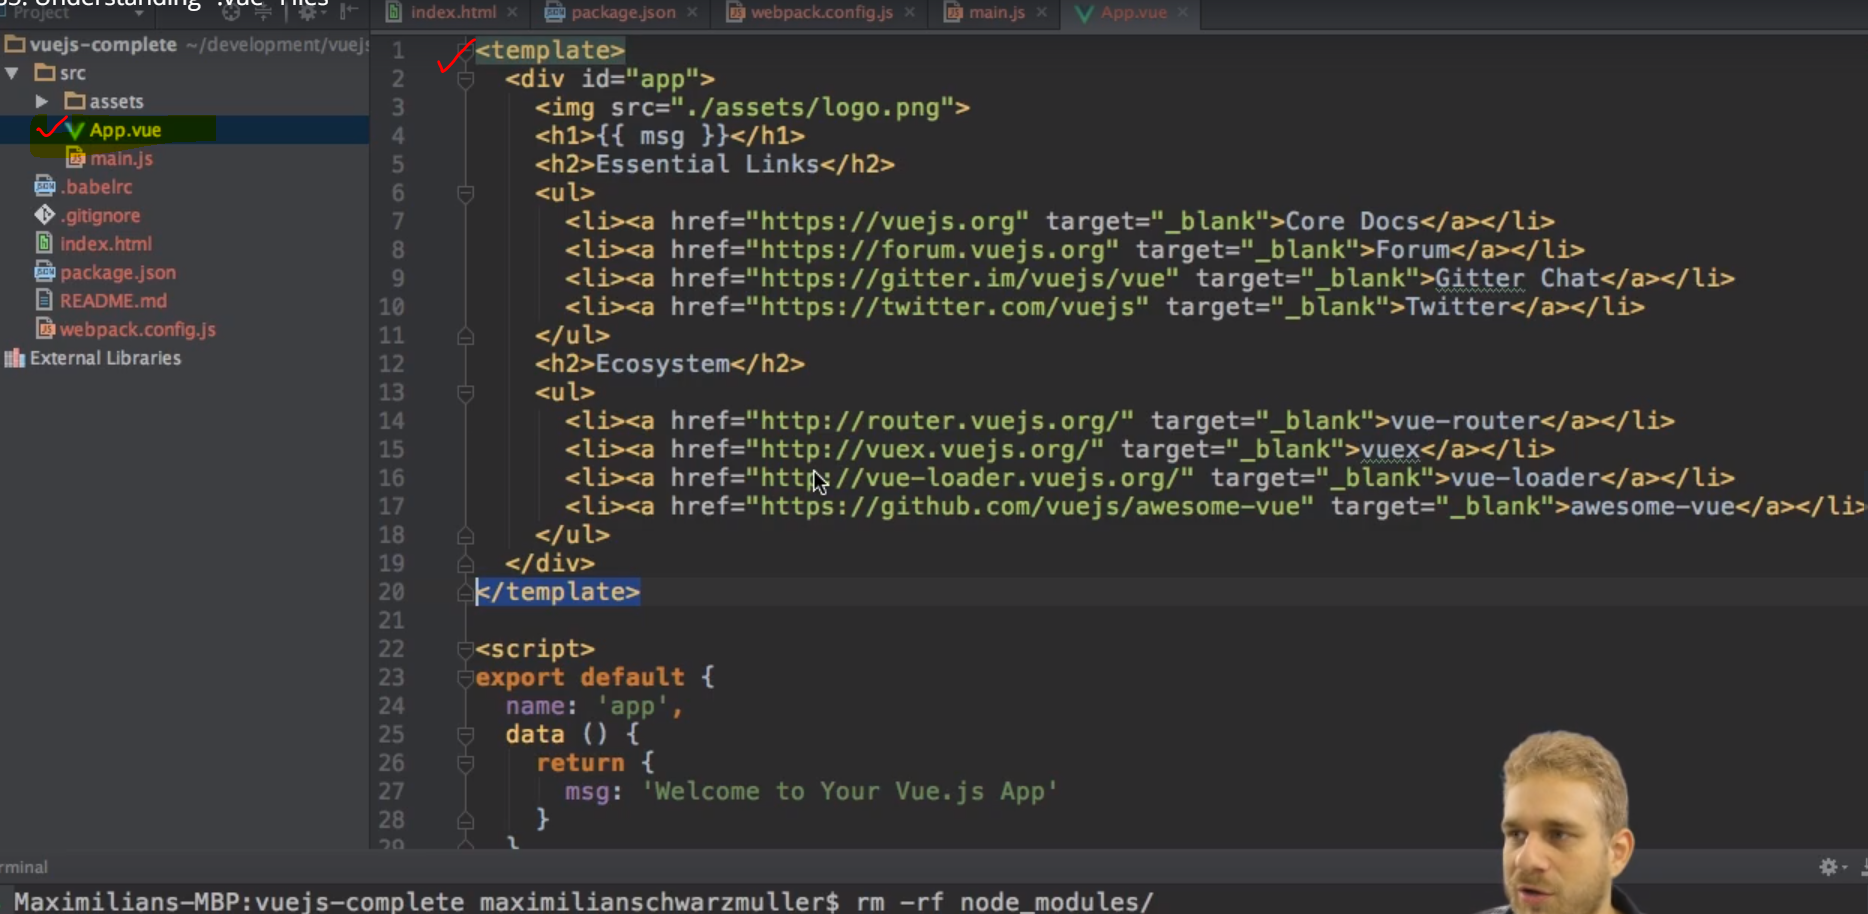 35. Understanding ".vue" Files
Project
index.html
package.json
webpack.config.js
main.js
App.vue
vuejs-complete ~/development/vuejs
src
assets
App.vue
main.js
.babelrc
.gitignore
index.html
package.json
README.md
webpack.config.js
External Libraries
1 <template>
2 <div id="app">
3 <img src="./assets/logo.png">
4 <h1>{{ msg }}</h1>
5 <h2>Essential Links</h2>
6 <ul>
7 <li><a href="https://vuejs.org" target="_blank">Core Docs</a></li>
8 <li><a href="https://forum.vuejs.org" target="_blank">Forum</a></li>
9 <li><a href="https://gitter.im/vuejs/vue" target="_blank">Gitter Chat</a></li>
10 <li><a href="https://twitter.com/vuejs" target="_blank">Twitter</a></li>
11 </ul>
12 <h2>Ecosystem</h2>
13 <ul>
14 <li><a href="http://router.vuejs.org/" target="_blank">vue-router</a></li>
15 <li><a href="http://vuex.vuejs.org/" target="_blank">vuex</a></li>
16 <li><a href="http://vue-loader.vuejs.org/" target="_blank">vue-loader</a></li>
17 <li><a href="https://github.com/vuejs/awesome-vue" target="_blank">awesome-vue</a></li>
18 </ul>
19 </div>
20 </template>
21
22 <script>
23 export default {
24 name: 'app',
25 data () {
26 return {
27 msg: 'Welcome to Your Vue.js App'
28 }
29 }
rminal
Maximilians-MBP:vuejs-complete maximilianschwarzmuller$ rm -rf node_modules/